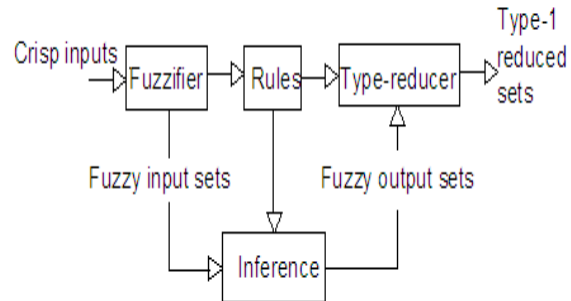 Crisp inputs
Fuzzifier
Rules
Type-reducer
Type-1
reduced
sets
Fuzzy input sets
Fuzzy output sets
Inference